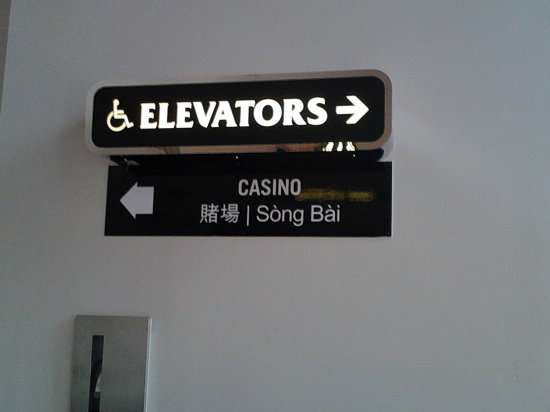 ELEVATORS
CASINO
賭場 | Sòng Bài